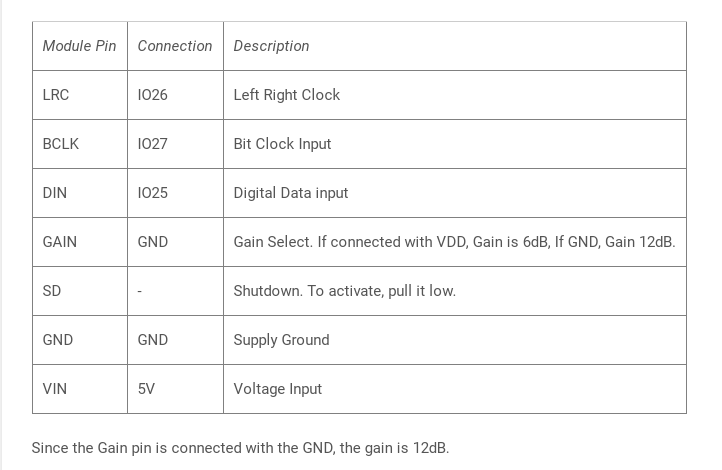 Module Pin Connection Description
LRC IO26 Left Right Clock
BCLK IO27 Bit Clock Input
DIN IO25 Digital Data input
GAIN GND Gain Select. If connected with VDD, Gain is 6dB, If GND, Gain 12dB.
SD - Shutdown. To activate, pull it low.
GND GND Supply Ground
VIN 5V Voltage Input
Since the Gain pin is connected with the GND, the gain is 12dB.